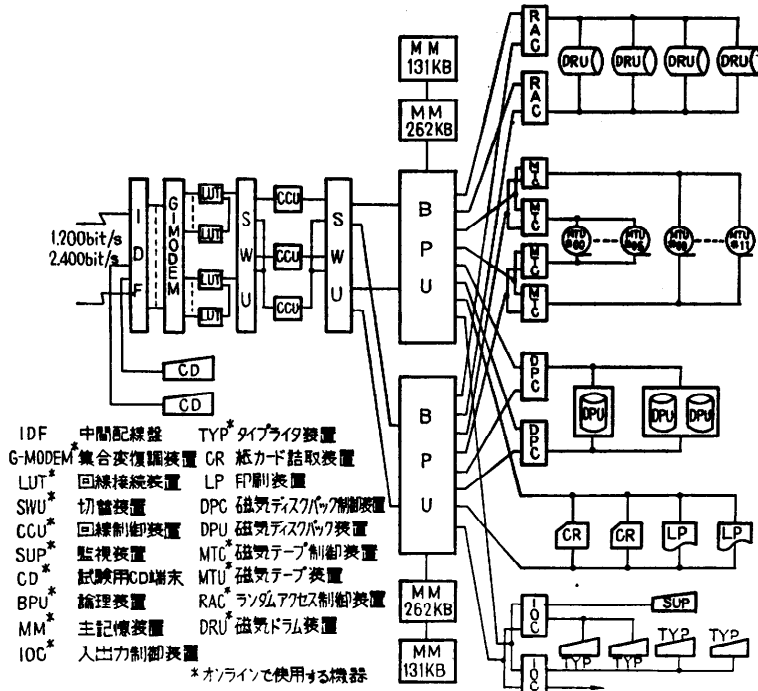 MM
131KB
MM
262KB
RAC
RAC
DRU
DRU
DRU
DRU
1.200bit/s
2.400bit/s
IDF
G-MODEM
LUT
LUT
LUT
LUT
SWU
CCU
CCU
CCU
SWU
BPU
BPU
MTC
MTC
MTC
MTC
MTU
#00
MTU
#05
MTU
MTU
#11
DPC
DPC
DPU
DPU
DPU
CD
CD
CR
CR
LP
LP
MM
262KB
MM
131KB
IOC
IOC
SUP
TYP
TYP
TYP
TYP
IDF 中間配線盤
G-MODEM* 集合変復調装置
LUT* 回線接続装置
SWU* 切替装置
CCU* 回線制御装置
SUP* 監視装置
CD* 試験用CD端末
BPU* 論理装置
MM* 主記憶装置
IOC* 入出力制御装置
TYP* タイプライタ装置
CR 紙カード読取装置
LP 印刷装置
DPC 磁気ディスクパック制御装置
DPU 磁気ディスクパック装置
MTC* 磁気テープ制御装置
MTU* 磁気テープ装置
RAC* ランダムアクセス制御装置
DRU* 磁気ドラム装置
*オンラインで使用する機器